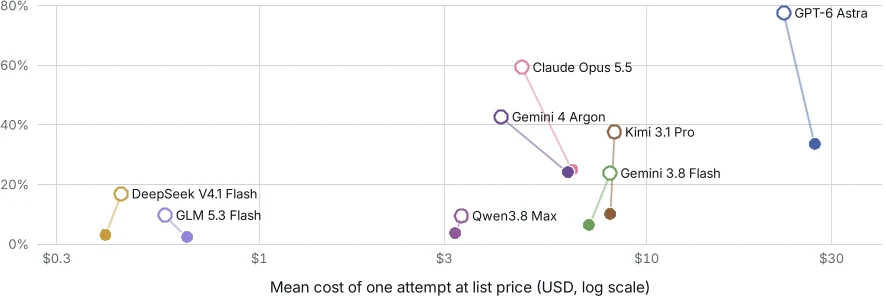 80%
GPT-6 Astra
60%
Claude Opus 5.5
40%
Gemini 4 Argon
Kimi 3.1 Pro
20%
Gemini 3.8 Flash
DeepSeek V4.1 Flash
GLM 5.3 Flash
Qwen3.8 Max
0%
$0.3 $1 $3 $10 $30
Mean cost of one attempt at list price (USD, log scale)